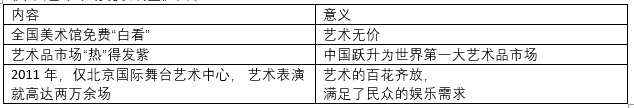 内容 意义
全国美术馆免费“白看” 艺术无价
艺术品市场“热”得发紫 中国跃升为世界第一大艺术品市场
2011 年，仅北京国际舞台艺术中心， 艺术表演 艺术的百花齐放，
就高达两万余场 满足了民众的娱乐需求